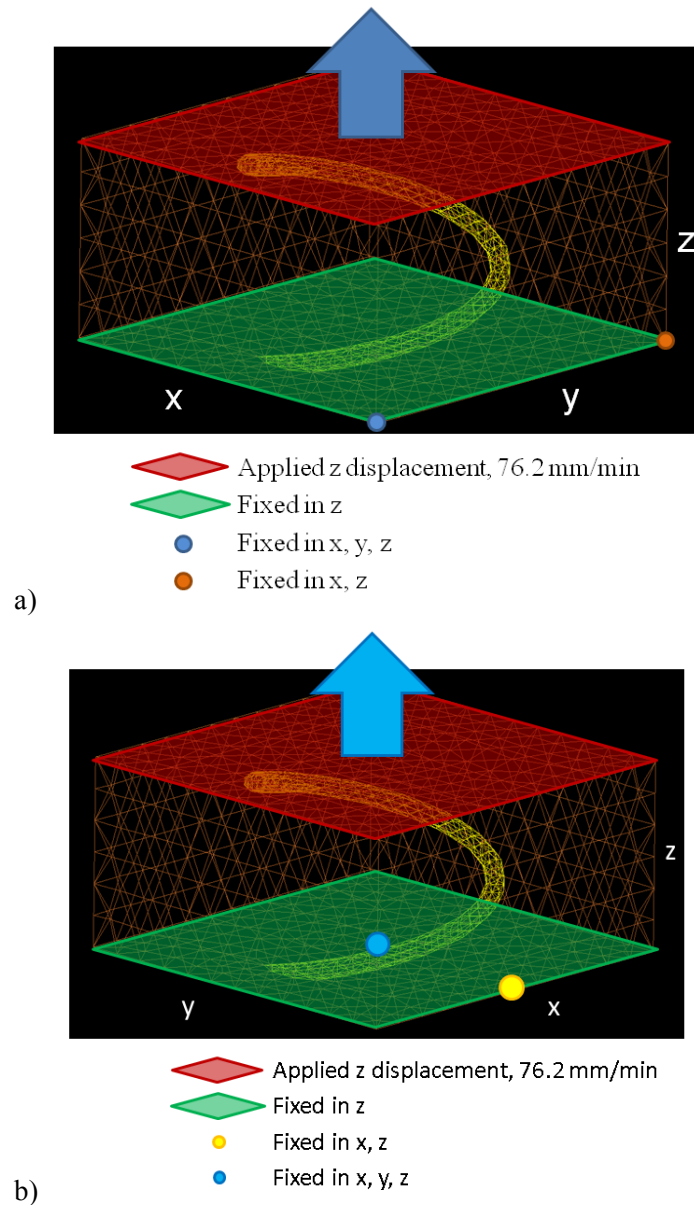 z
x
y
Applied z displacement, 76.2 mm/min
Fixed in z
Fixed in x, y, z
Fixed in x, z
a)
z
y
x
Applied z displacement, 76.2 mm/min
Fixed in z
Fixed in x, z
Fixed in x, y, z
b)